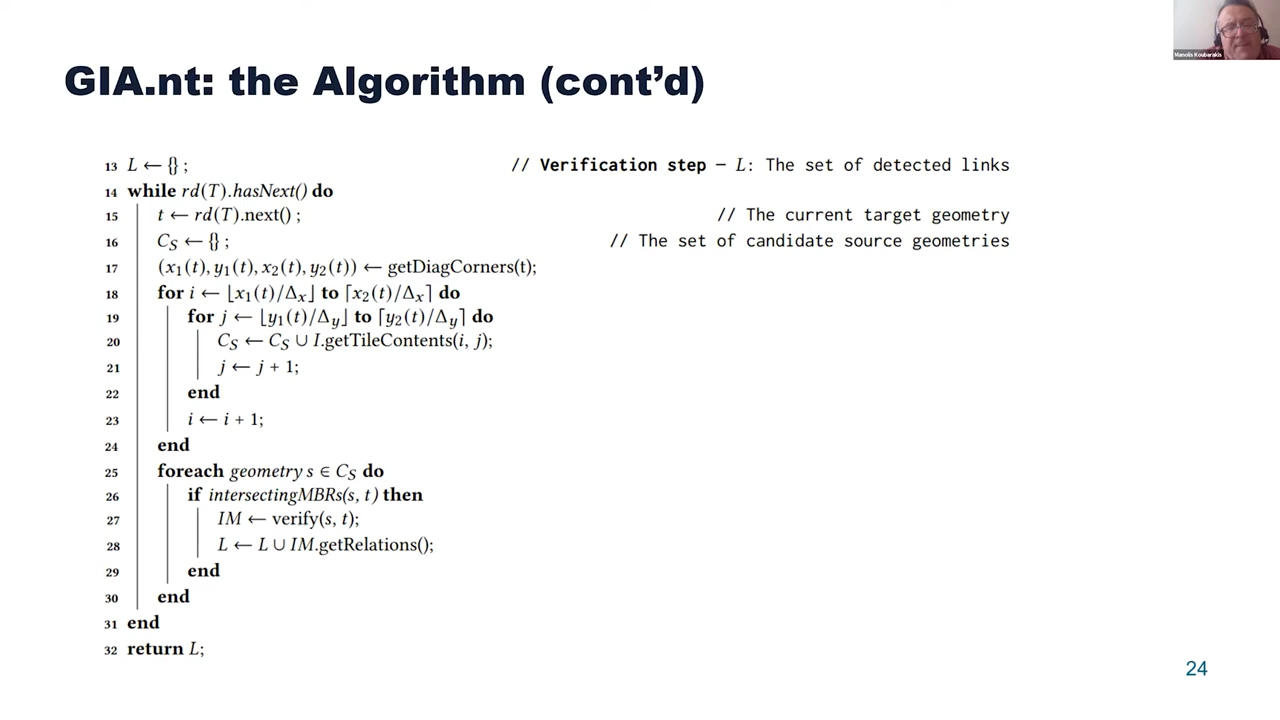 Manolis Koubarakis
GIA.nt: the Algorithm (cont’d)
13 L ← {} ; // Verification step – L: The set of detected links
14 while rd(T).hasNext() do
15 t ← rd(T).next() ; // The current target geometry
16 C_S ← {} ; // The set of candidate source geometries
17 (x₁(t), y₁(t), x₂(t), y₂(t)) ← getDiagCorners(t);
18 for i ← ⌊x₁(t)/Δₓ⌋ to ⌈x₂(t)/Δₓ⌉ do
19 for j ← ⌊y₁(t)/Δ_y⌋ to ⌈y₂(t)/Δ_y⌉ do
20 C_S ← C_S ∪ I.getTileContents(i, j);
21 j ← j + 1;
22 end
23 i ← i + 1;
24 end
25 foreach geometry s ∈ C_S do
26 if intersectingMBRs(s, t) then
27 IM ← verify(s, t);
28 L ← L ∪ IM.getRelations();
29 end
30 end
31 end
32 return L;
24